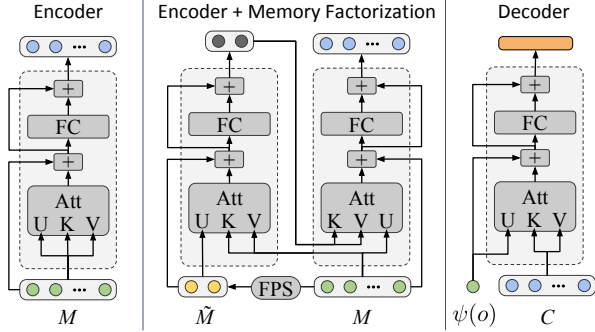 Encoder
Encoder + Memory Factorization
Decoder
+
+
+
+
+
+
+
+
FC
FC
FC
FC
Att
Att
Att
Att
U K V
U K V
K V U
U K V
FPS
M
M̃
M
ψ(o)
C